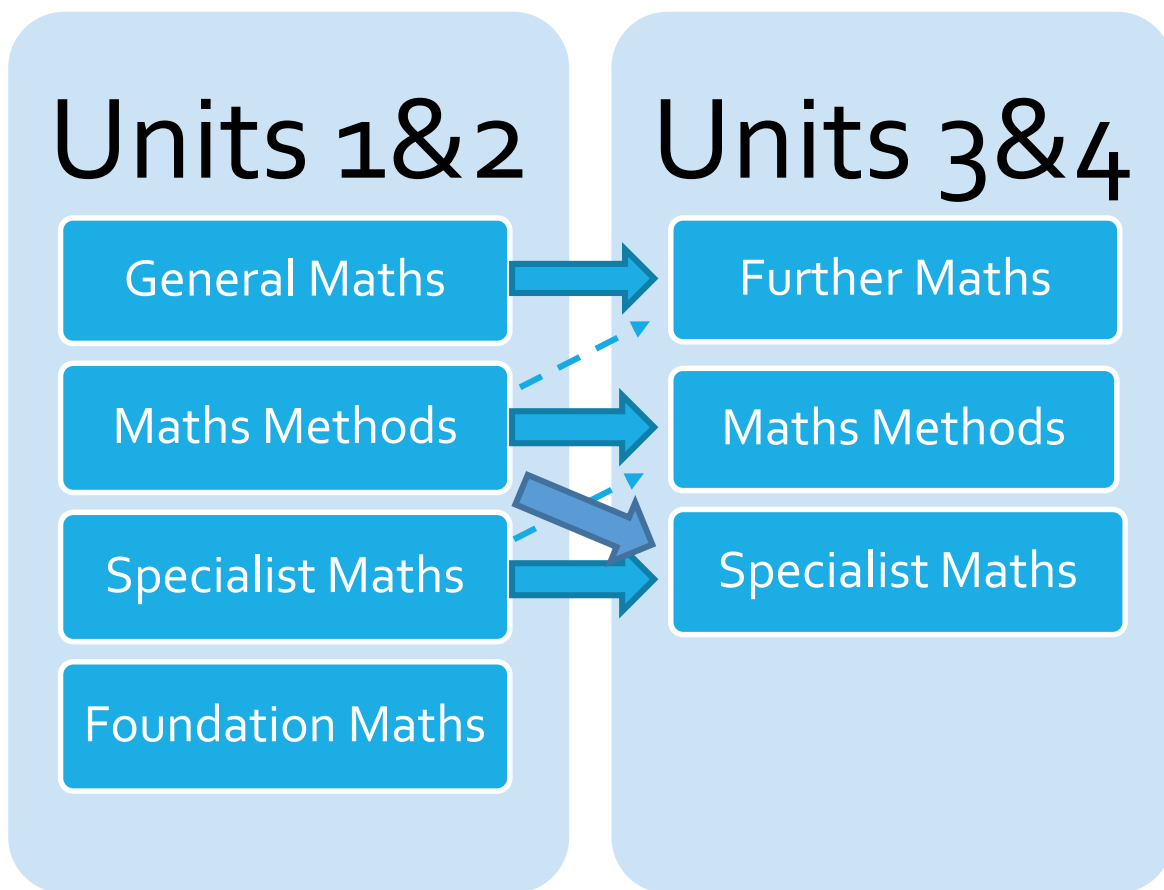 Units 1&2
General Maths
Maths Methods
Specialist Maths
Foundation Maths
Units 3&4
Further Maths
Maths Methods
Specialist Maths